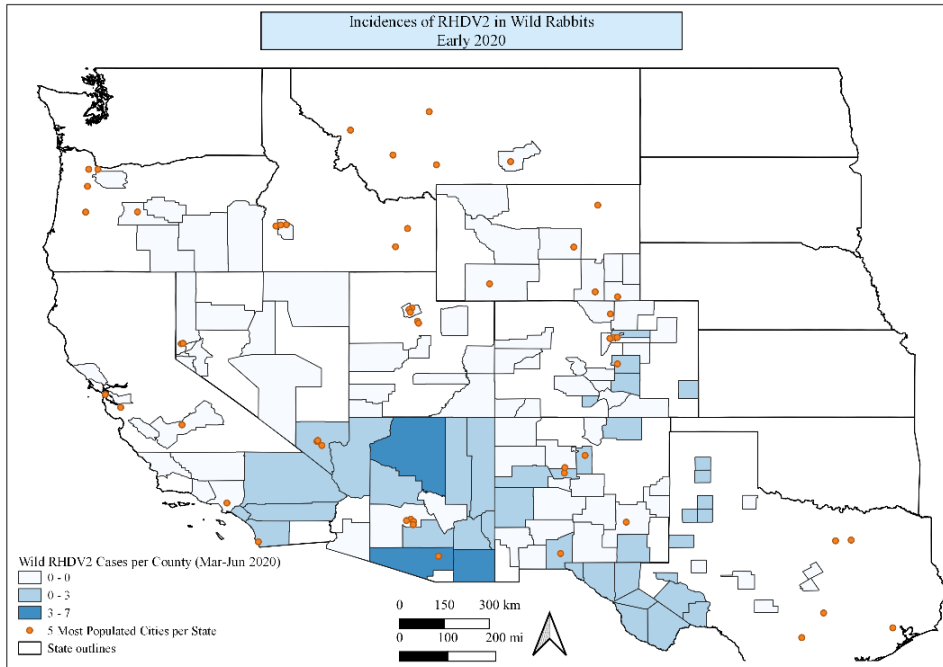 Incidences of RHDV2 in Wild Rabbits
Early 2020
Wild RHDV2 Cases per County (Mar-Jun 2020)
0 - 0
0 - 3
3 - 7
5 Most Populated Cities per State
State outlines
0 150 300 km
0 100 200 mi